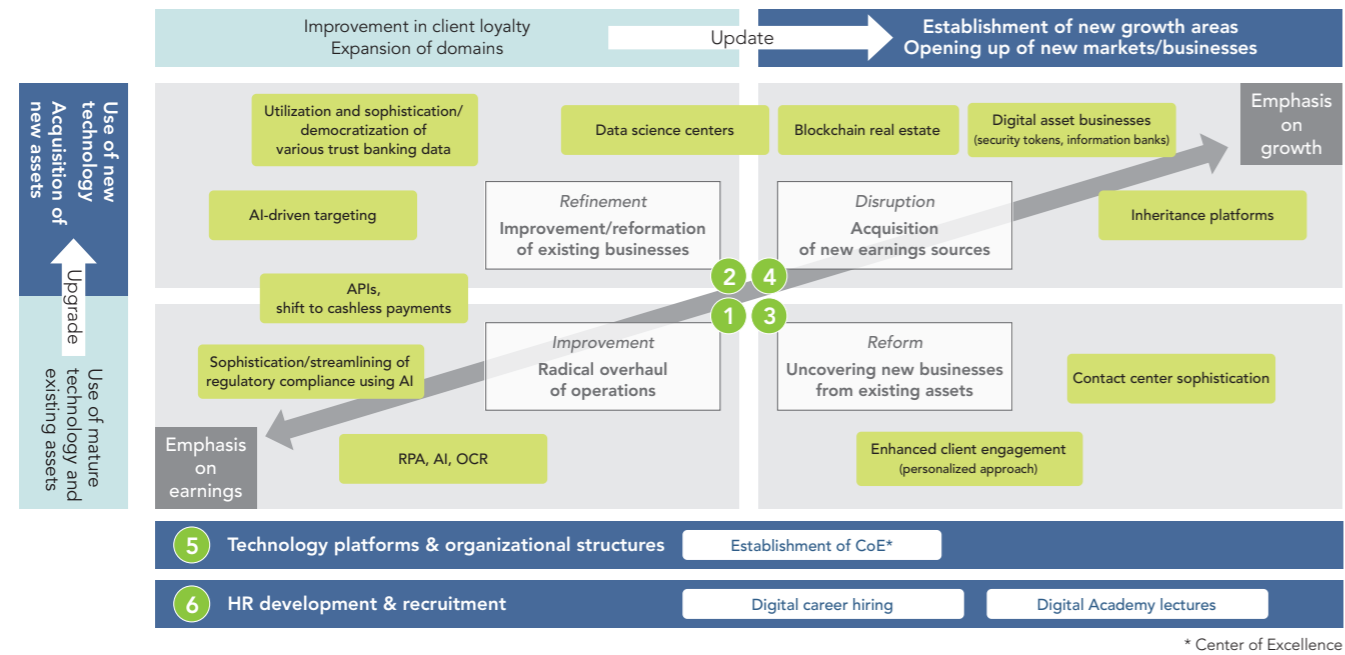 Improvement in client loyalty
Expansion of domains
Update
Establishment of new growth areas
Opening up of new markets/businesses
Use of new
technology
Acquisition of
new assets
Upgrade
Use of mature
technology and
existing assets
Utilization and sophistication/
democratization of
various trust banking data
Data science centers
Blockchain real estate
Digital asset businesses
(security tokens, information banks)
Emphasis
on
growth
AI-driven targeting
Refinement
Improvement/reformation
of existing businesses
Disruption
Acquisition
of new earnings sources
Inheritance platforms
APIs,
shift to cashless payments
2
4
1
3
Sophistication/streamlining of
regulatory compliance using AI
Improvement
Radical overhaul
of operations
Reform
Uncovering new businesses
from existing assets
Contact center sophistication
Emphasis
on
earnings
RPA, AI, OCR
Enhanced client engagement
(personalized approach)
5 Technology platforms & organizational structures Establishment of CoE*
6 HR development & recruitment Digital career hiring Digital Academy lectures
* Center of Excellence